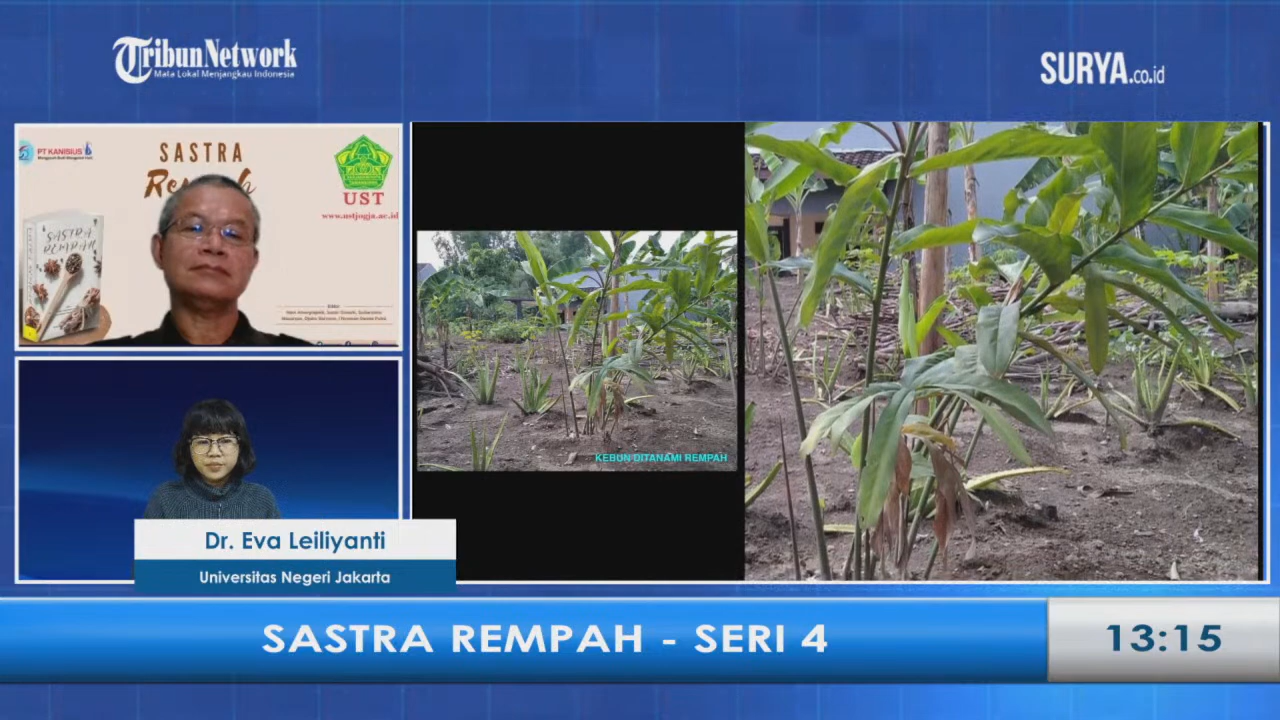 TribunNetwork
Mata Lokal Menjangkau Indonesia
SURYA.co.id
PT KANISIUS
SASTRA
UST
www.ustjogja.ac.id
SASTRA
REMPAH
KEBUN DITANAMI REMPAH
Dr. Eva Leiliyanti
Universitas Negeri Jakarta
SASTRA REMPAH - SERI 4
13:15